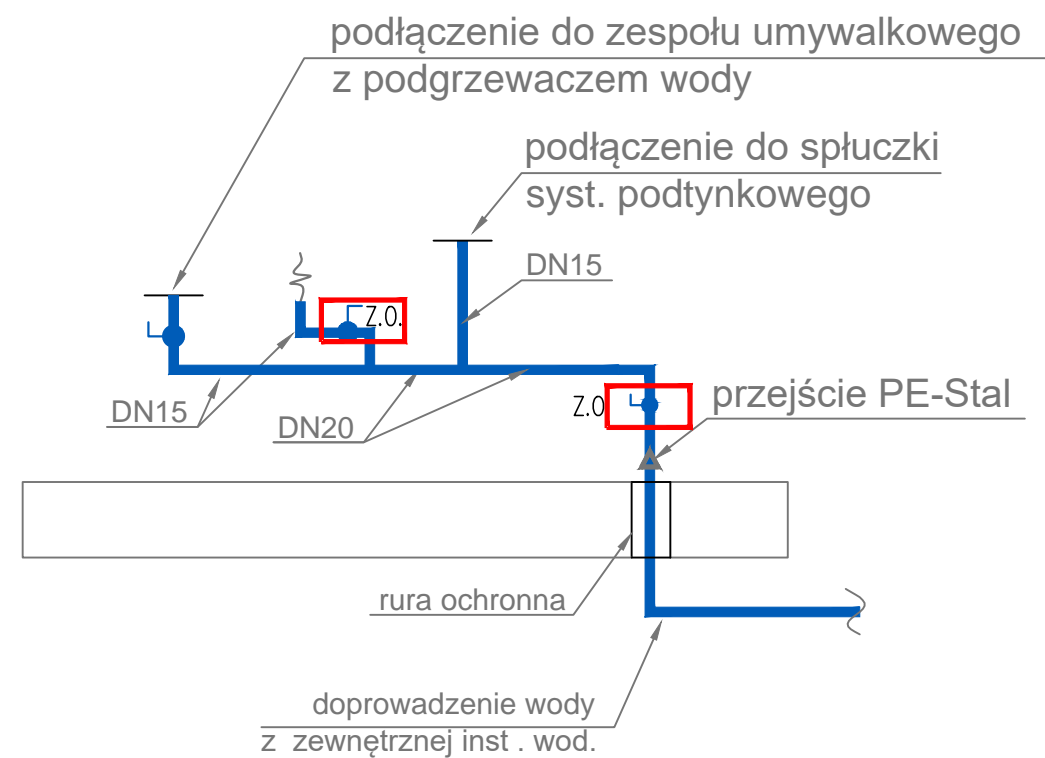 podłączenie do zespołu umywalkowego
z podgrzewaczem wody
podłączenie do spłuczki
syst. podtynkowego
DN15
Z.O.
DN15
DN20
Z.O
przejście PE-Stal
rura ochronna
doprowadzenie wody
z zewnętrznej inst . wod.